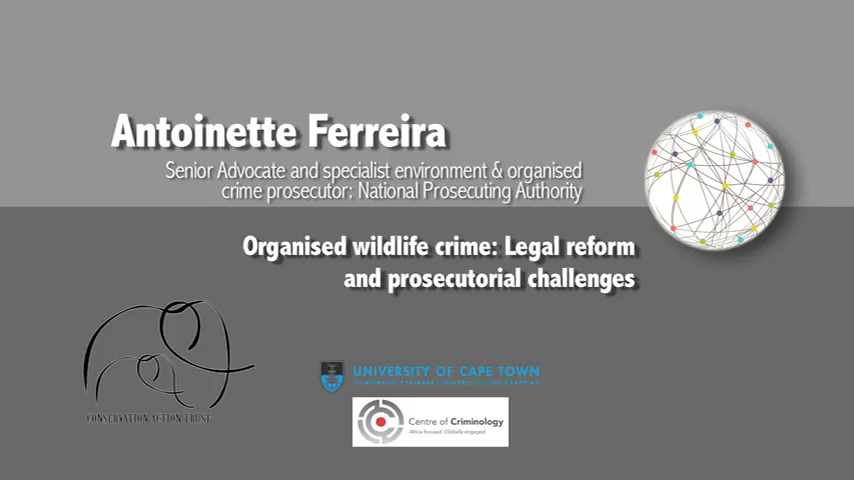 Antoinette Ferreira
Senior Advocate and specialist environment & organised
crime prosecutor: National Prosecuting Authority
Organised wildlife crime: Legal reform
and prosecutorial challenges
CONSERVATION ACTION TRUST
UNIVERSITY OF CAPE TOWN
Centre of Criminology
Africa focused. Globally engaged.